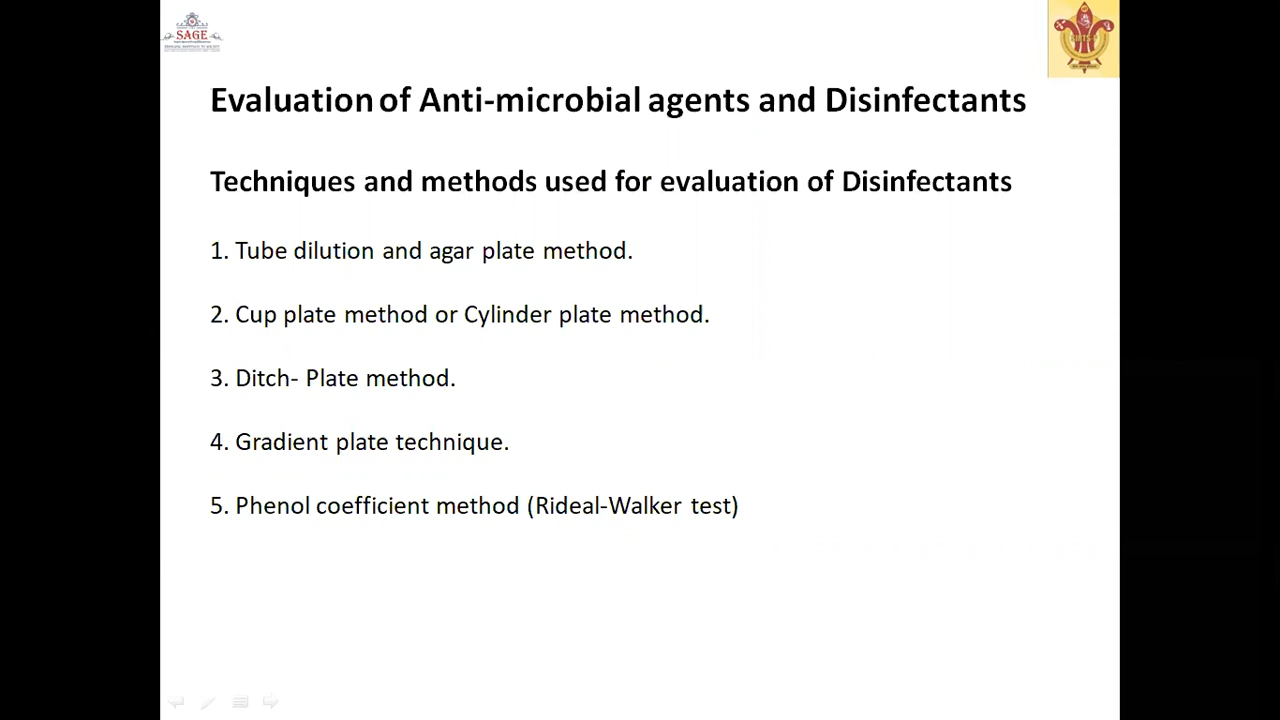 SAGE
Evaluation of Anti-microbial agents and Disinfectants
Techniques and methods used for evaluation of Disinfectants
1. Tube dilution and agar plate method.
2. Cup plate method or Cylinder plate method.
3. Ditch- Plate method.
4. Gradient plate technique.
5. Phenol coefficient method (Rideal-Walker test)